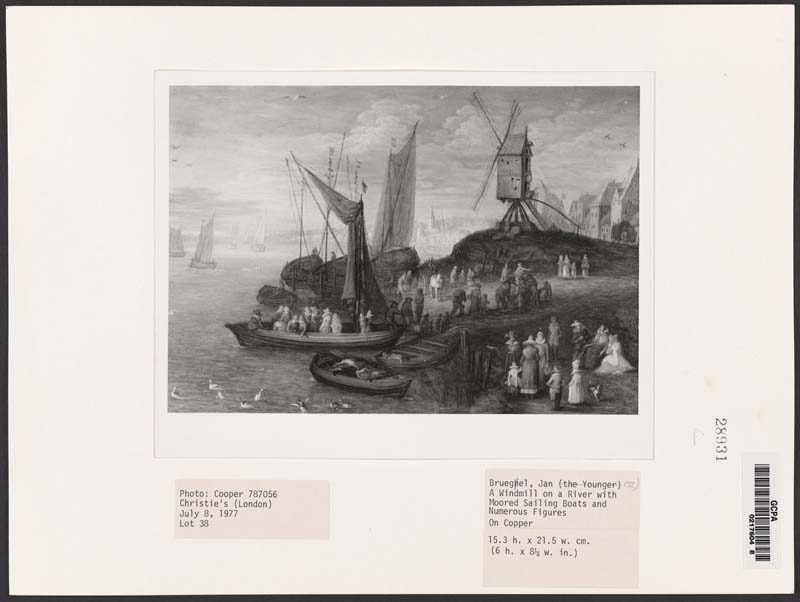 Photo: Cooper 787056
Christie's (London)
July 8, 1977
Lot 38
Brueghel, Jan (the Younger)
A Windmill on a River with
Moored Sailing Boats and
Numerous Figures
On Copper
15.3 h. x 21.5 w. cm.
(6 h. x 8½ w. in.)
28931
GCPA
0217604 8